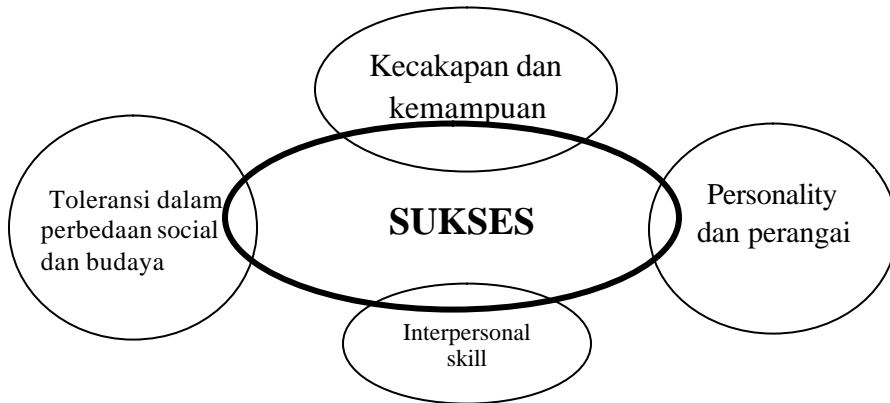 Kecakapan dan
kemampuan
Toleransi dalam
perbedaan social
dan budaya
SUKSES
Personality
dan perangai
Interpersonal
skill